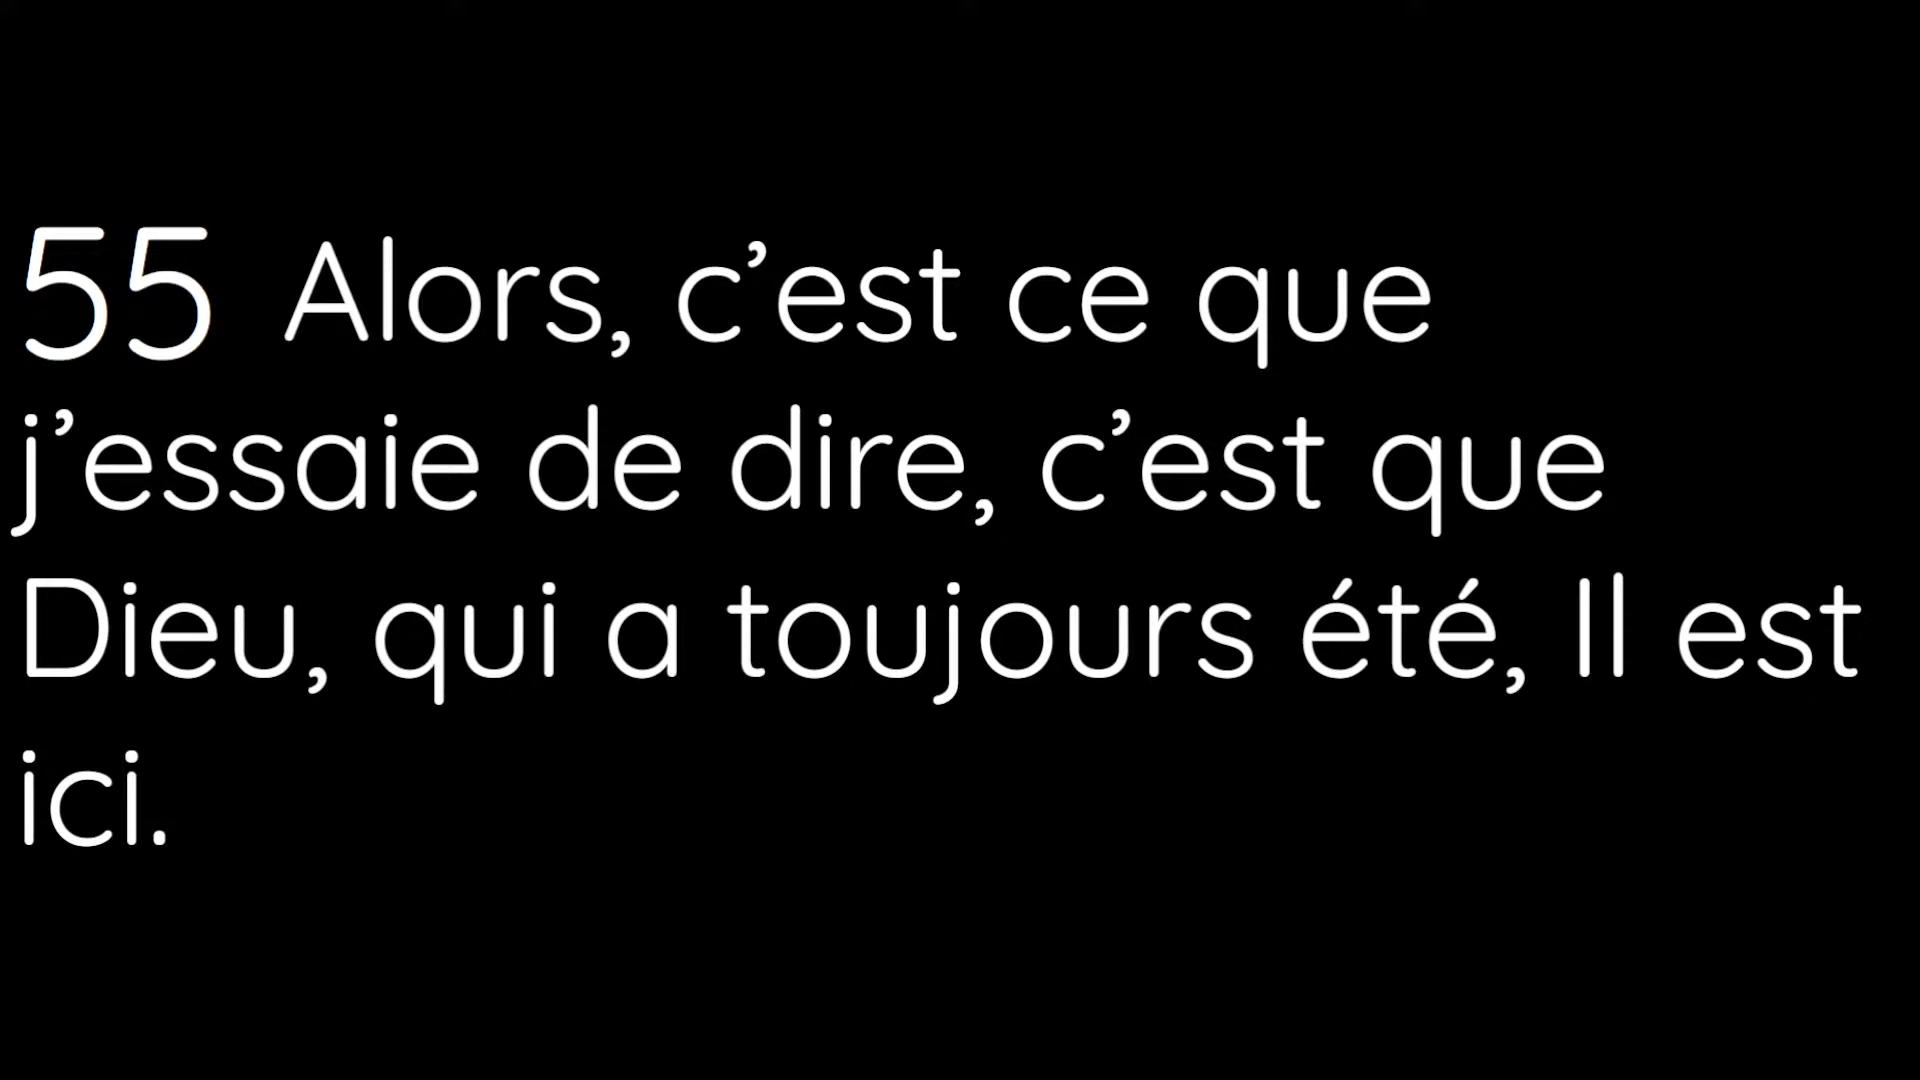 55 Alors, c’est ce que
j’essaie de dire, c’est que
Dieu, qui a toujours été, Il est
ici.